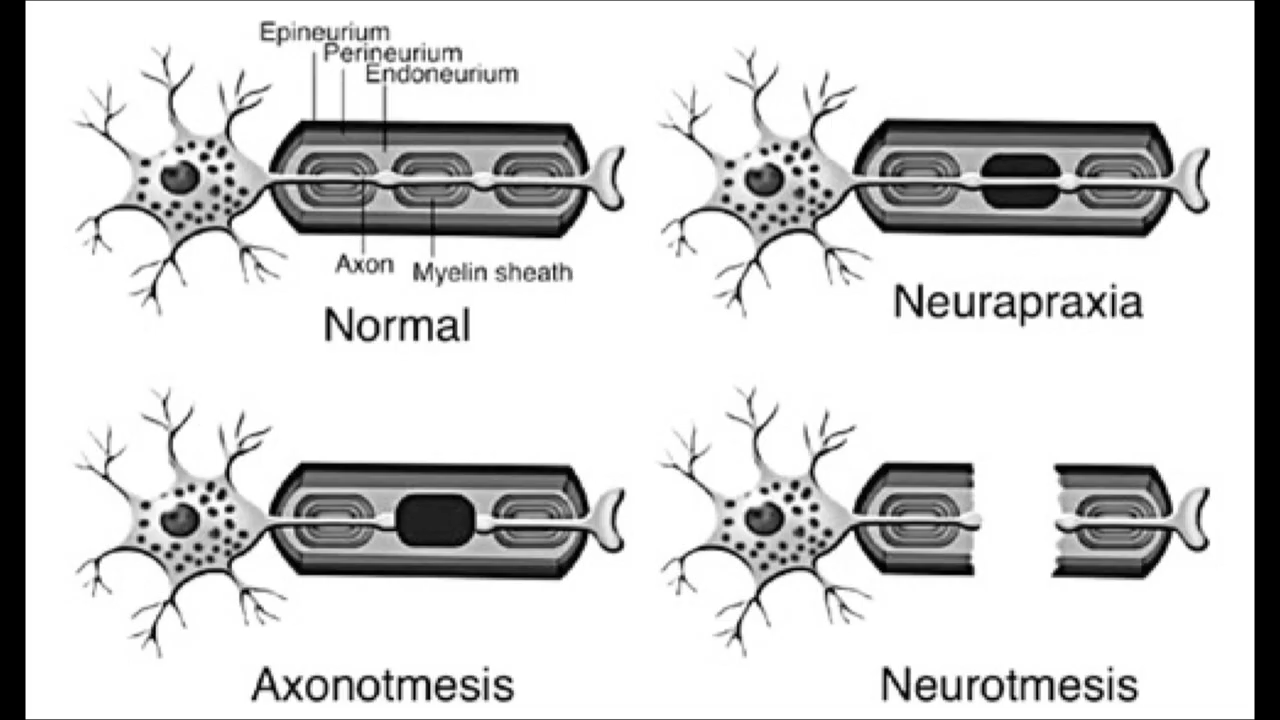 Epineurium
Perineurium
Endoneurium
Axon
Myelin sheath
Normal
Neurapraxia
Axonotmesis
Neurotmesis